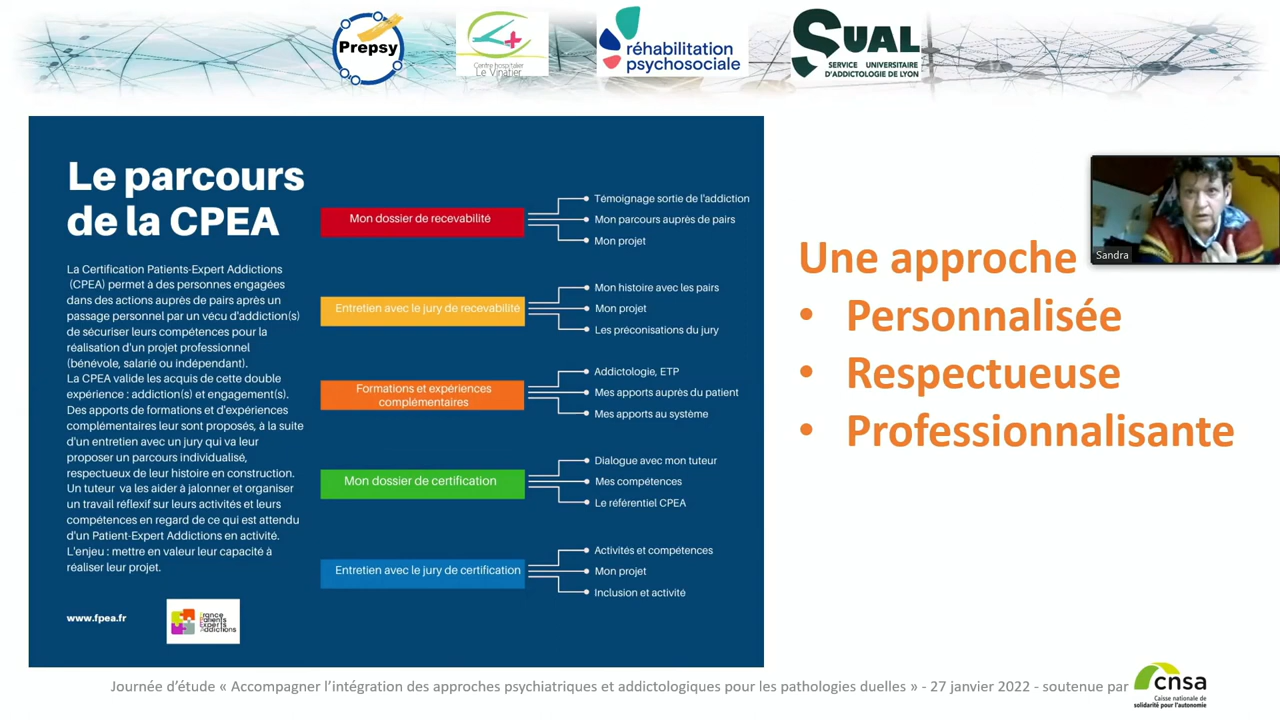 Prepsy
Centre hospitalier
Le Vinatier
réhabilitation
psychosociale
SUAL
SERVICE UNIVERSITAIRE
D'ADDICTOLOGIE DE LYON
Le parcours
de la CPEA
La Certification Patients-Expert Addictions
(CPEA) permet à des personnes engagées
dans des actions auprès de pairs après un
passage personnel par un vécu d'addiction(s)
de sécuriser leurs compétences pour la
réalisation d'un projet professionnel
(bénévole, salarié ou indépendant).
La CPEA valide les acquis de cette double
expérience : addiction(s) et engagement(s).
Des apports de formations et d'expériences
complémentaires leur sont proposés, à la suite
d'un entretien avec un jury qui va leur
proposer un parcours individualisé,
respectueux de leur histoire en construction.
Un tuteur va les aider à jalonner et organiser
un travail réflexif sur leurs activités et leurs
compétences en regard de ce qui est attendu
d'un Patient-Expert Addictions en activité.
L'enjeu : mettre en valeur leur capacité à
réaliser leur projet.
www.fpea.fr
France
Patients
Experts
Addictions
Mon dossier de recevabilité
Témoignage sortie de l'addiction
Mon parcours auprès de pairs
Mon projet
Entretien avec le jury de recevabilité
Mon histoire avec les pairs
Mon projet
Les préconisations du jury
Formations et expériences
complémentaires
Addictologie, ETP
Mes apports auprès du patient
Mes apports au système
Mon dossier de certification
Dialogue avec mon tuteur
Mes compétences
Le référentiel CPEA
Entretien avec le jury de certification
Activités et compétences
Mon projet
Inclusion et activité
Une approche
• Personnalisée
• Respectueuse
• Professionnalisante
Sandra
Journée d'étude « Accompagner l'intégration des approches psychiatriques et addictologiques pour les pathologies duelles » - 27 janvier 2022 - soutenue par
cnsa
Caisse nationale de
solidarité pour l'autonomie